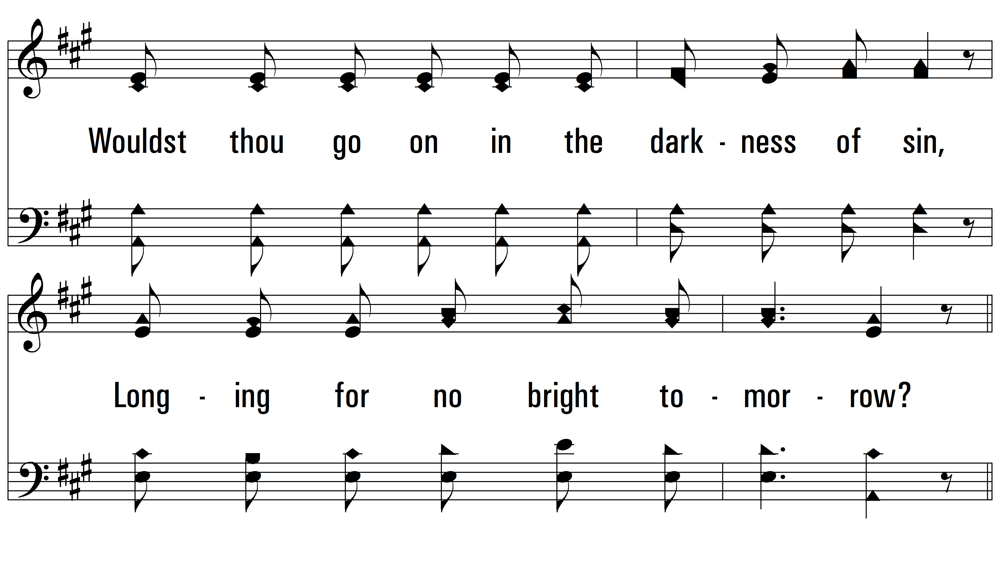 Wouldst thou go on in the dark - ness of sin,
Long - ing for no bright to - mor - row?